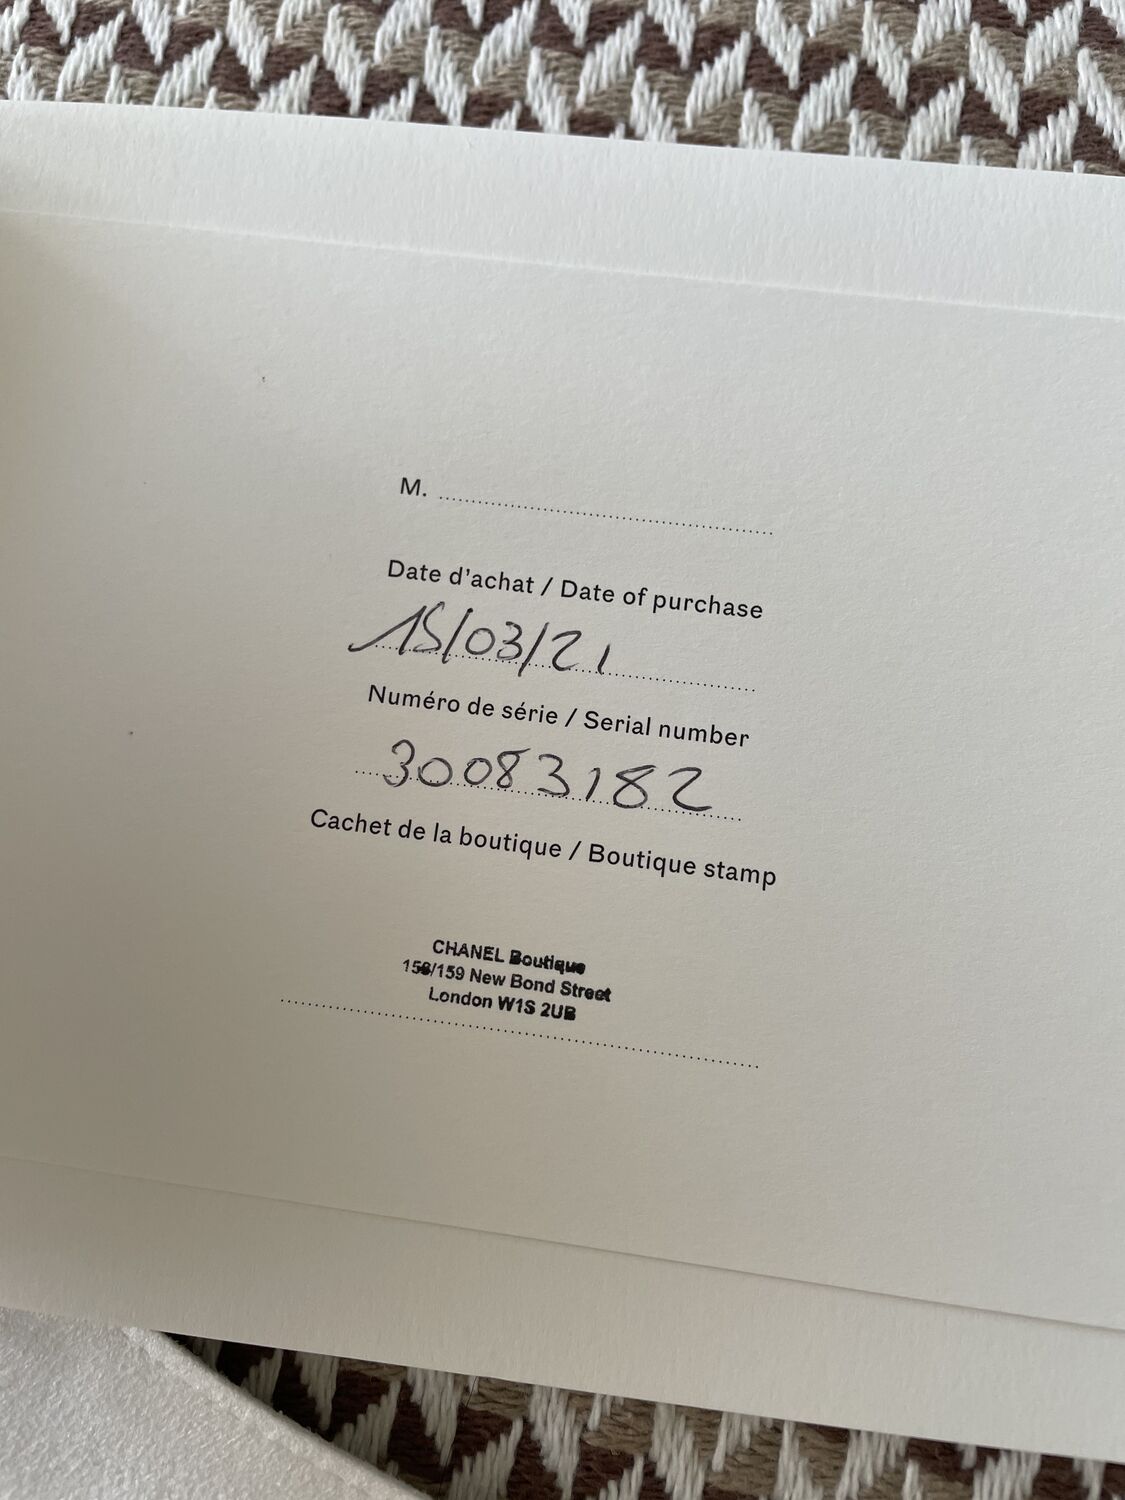 M. ........................................
Date d'achat / Date of purchase
15/03/21
Numéro de série / Serial number
30083182
Cachet de la boutique / Boutique stamp
CHANEL Boutique
158/159 New Bond Street
London W1S 2UB